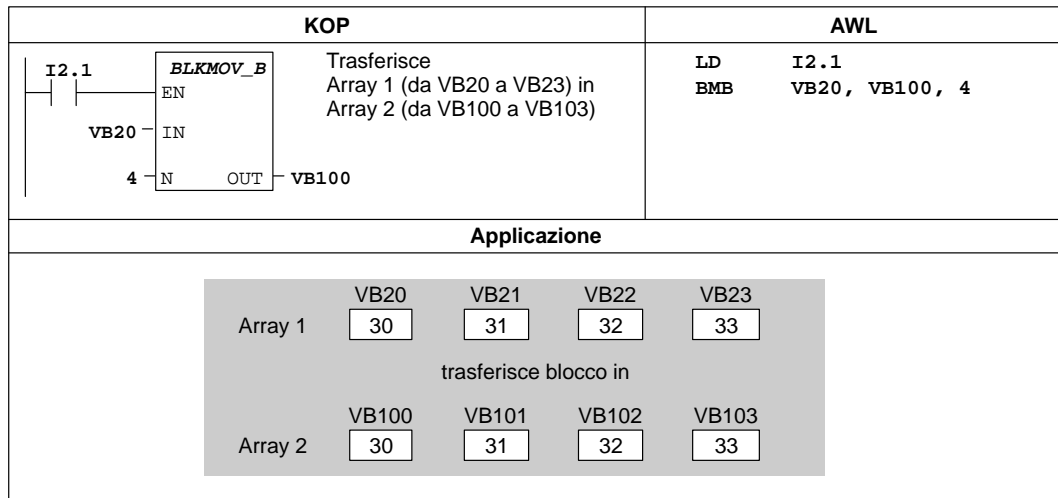 KOP
AWL
I2.1
BLKMOV_B
EN
VB20
IN
4
N
OUT
VB100
Trasferisce
Array 1 (da VB20 a VB23) in
Array 2 (da VB100 a VB103)
LD I2.1
BMB VB20, VB100, 4
Applicazione
VB20 VB21 VB22 VB23
Array 1 30 31 32 33
trasferisce blocco in
VB100 VB101 VB102 VB103
Array 2 30 31 32 33